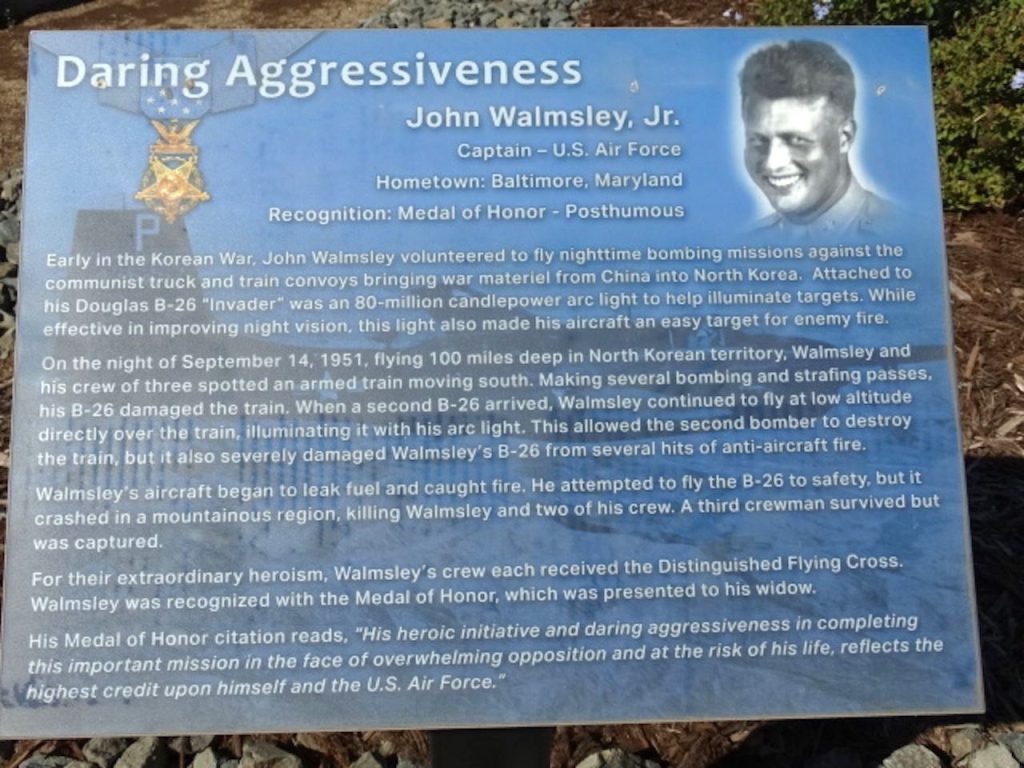 Daring Aggressiveness
John Walmsley, Jr.
Captain – U.S. Air Force
Hometown: Baltimore, Maryland
Recognition: Medal of Honor - Posthumous
P
Early in the Korean War, John Walmsley volunteered to fly nighttime bombing missions against the
communist truck and train convoys bringing war materiel from China into North Korea. Attached to
his Douglas B-26 "Invader" was an 80-million candlepower arc light to help illuminate targets. While
effective in improving night vision, this light also made his aircraft an easy target for enemy fire.
On the night of September 14, 1951, flying 100 miles deep in North Korean territory, Walmsley and
his crew of three spotted an armed train moving south. Making several bombing and strafing passes,
his B-26 damaged the train. When a second B-26 arrived, Walmsley continued to fly at low altitude
directly over the train, illuminating it with his arc light. This allowed the second bomber to destroy
the train, but it also severely damaged Walmsley's B-26 from several hits of anti-aircraft fire.
Walmsley's aircraft began to leak fuel and caught fire. He attempted to fly the B-26 to safety, but it
crashed in a mountainous region, killing Walmsley and two of his crew. A third crewman survived but
was captured.
For their extraordinary heroism, Walmsley's crew each received the Distinguished Flying Cross.
Walmsley was recognized with the Medal of Honor, which was presented to his widow.
His Medal of Honor citation reads, "His heroic initiative and daring aggressiveness in completing
this important mission in the face of overwhelming opposition and at the risk of his life, reflects the
highest credit upon himself and the U.S. Air Force."